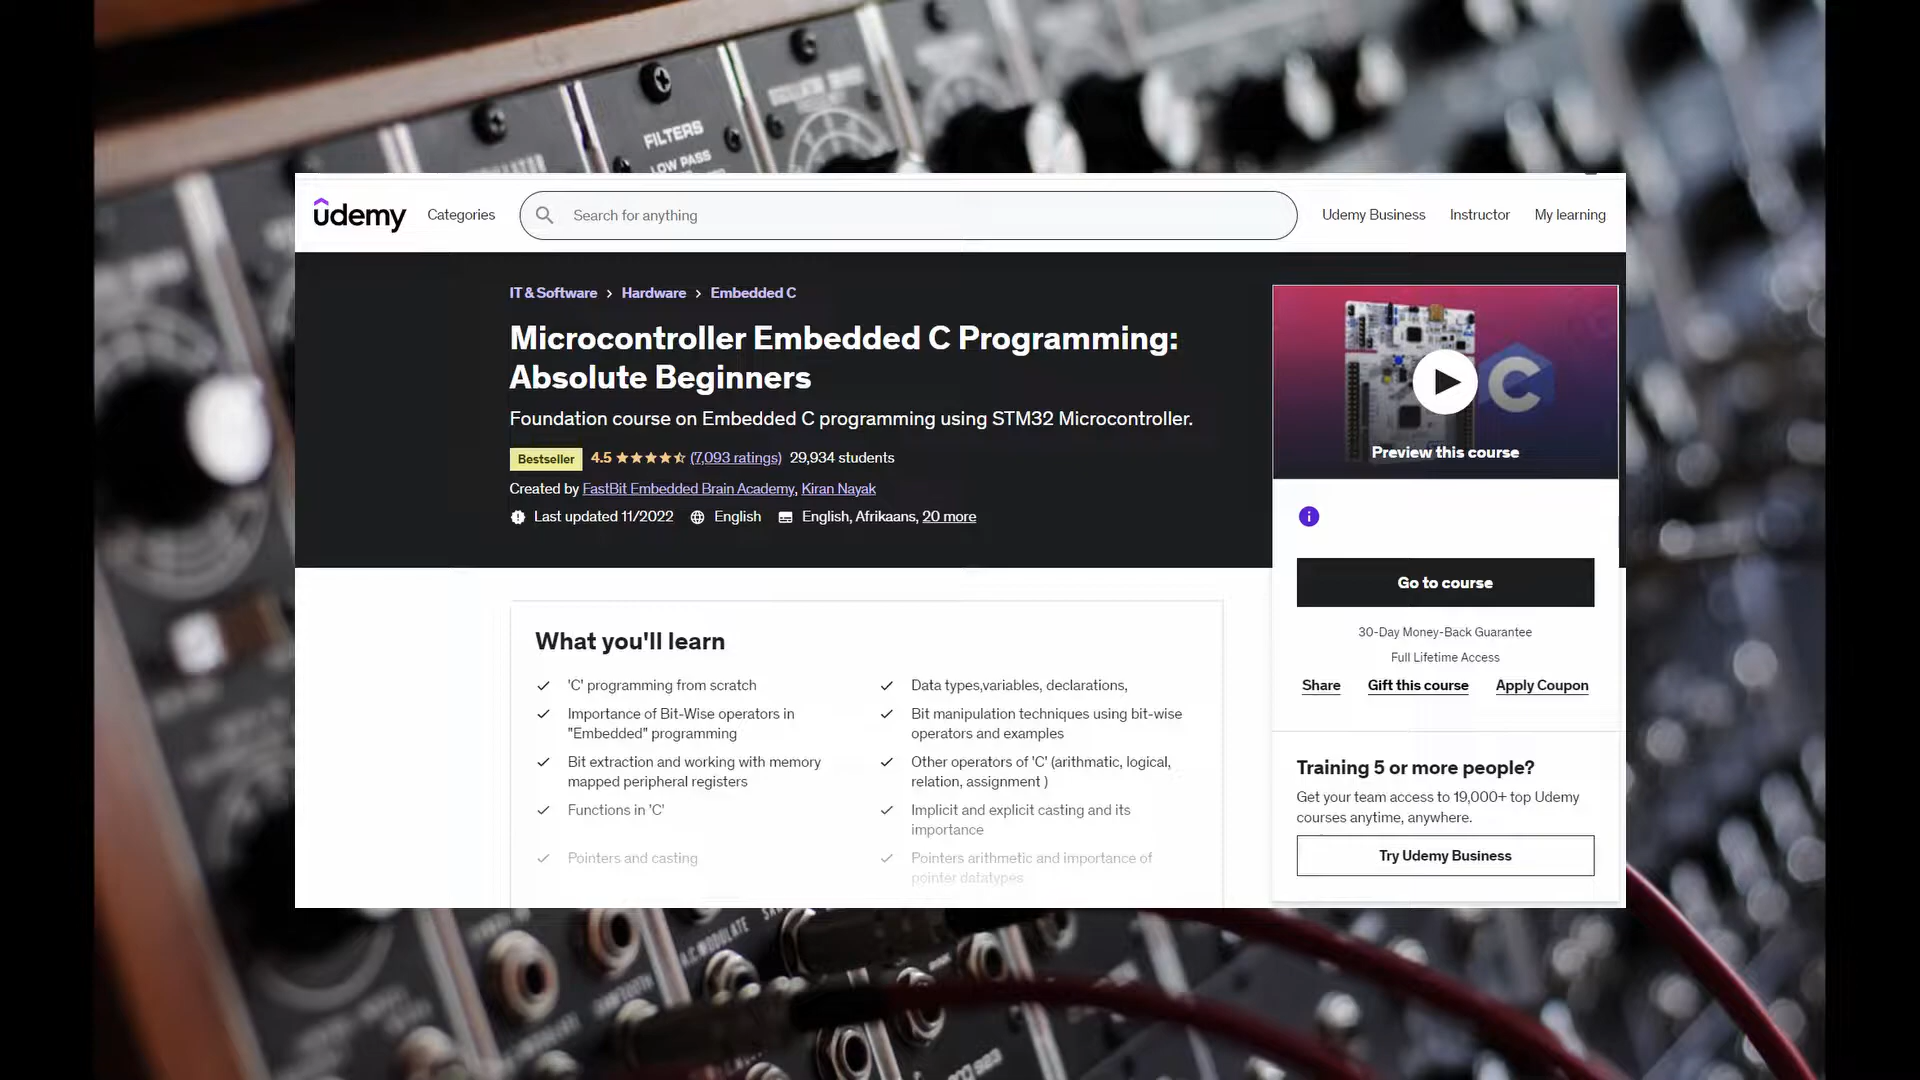 FILTERS
LOW PASS
udemy
Categories
Search for anything
Udemy Business
Instructor
My learning
IT & Software > Hardware > Embedded C
Microcontroller Embedded C Programming:
Absolute Beginners
Foundation course on Embedded C programming using STM32 Microcontroller.
Bestseller 4.5 (7,093 ratings) 29,934 students
Created by FastBit Embedded Brain Academy, Kiran Nayak
Last updated 11/2022 English English, Afrikaans, 20 more
C
Preview this course
Go to course
30-Day Money-Back Guarantee
Full Lifetime Access
Share Gift this course Apply Coupon
Training 5 or more people?
Get your team access to 19,000+ top Udemy
courses anytime, anywhere.
Try Udemy Business
What you'll learn
'C' programming from scratch
Importance of Bit-Wise operators in
"Embedded" programming
Bit extraction and working with memory
mapped peripheral registers
Functions in 'C'
Pointers and casting
Data types,variables, declarations,
Bit manipulation techniques using bit-wise
operators and examples
Other operators of 'C' (arithmatic, logical,
relation, assignment )
Implicit and explicit casting and its
importance
Pointers arithmetic and importance of
pointer datatypes